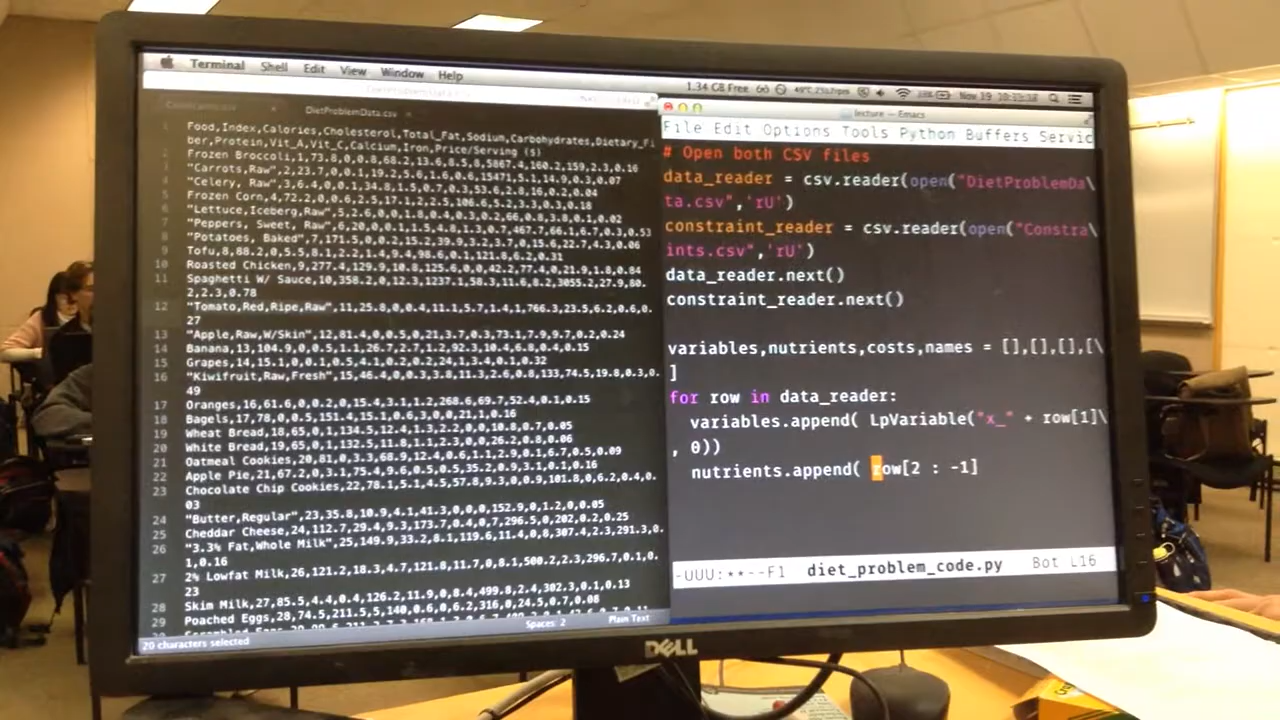 Terminal Shell Edit View Window Help
1.34 GB Free
Nov 19
DietProblemData.csv
Food,Index,Calories,Cholesterol,Total_Fat,Sodium,Carbohydrates,Dietary_Fi
ber,Protein,Vit_A,Vit_C,Calcium,Iron,Price/Serving ($)
Frozen Broccoli,1,73.8,0,0.8,68.2,13.6,8.5,8,5867.4,160.2,159,2.3,0.16
"Carrots,Raw",2,23.7,0,0.1,19.2,5.6,1.6,0.6,15471,5.1,14.9,0.3,0.07
"Celery, Raw",3,6.4,0,0.1,34.8,1.5,0.7,0.3,53.6,2.8,16,0.2,0.04
Frozen Corn,4,72.2,0,0.6,2.5,17.1,2,2.5,106.6,5.2,3.3,0.3,0.18
"Lettuce,Iceberg,Raw",5,2.6,0,0,1.8,0.4,0.3,0.2,66,0.8,3.8,0.1,0.02
"Peppers, Sweet, Raw",6,20,0,0.1,1.5,4.8,1.3,0.7,467.7,66.1,6.7,0.3,0.53
"Potatoes, Baked",7,171.5,0,0.2,15.2,39.9,3.2,3.7,0,15.6,22.7,4.3,0.06
Tofu,8,88.2,0,5.5,8.1,2.2,1.4,9.4,98.6,0.1,121.8,6.2,0.31
Roasted Chicken,9,277.4,129.9,10.8,125.6,0,0,42.2,77.4,0,21.9,1.8,0.84
Spaghetti W/ Sauce,10,358.2,0,12.3,1237.1,58.3,11.6,8.2,3055.2,27.9,80.
2,2.3,0.78
"Tomato,Red,Ripe,Raw",11,25.8,0,0.4,11.1,5.7,1.4,1,766.3,23.5,6.2,0.6,0.
27
"Apple,Raw,W/Skin",12,81.4,0,0.5,0,21,3.7,0.3,73.1,7.9,9.7,0.2,0.24
Banana,13,104.9,0,0.5,1.1,26.7,2.7,1.2,92.3,10.4,6.8,0.4,0.15
Grapes,14,15.1,0,0.1,0.5,4.1,0.2,0.2,24,1,3.4,0.1,0.32
"Kiwifruit,Raw,Fresh",15,46.4,0,0.3,3.8,11.3,2.6,0.8,133,74.5,19.8,0.3,0.
49
Oranges,16,61.6,0,0.2,0,15.4,3.1,1.2,268.6,69.7,52.4,0.1,0.15
Bagels,17,78,0,0.5,151.4,15.1,0.6,3,0,0,21,1,0.16
Wheat Bread,18,65,0,1,134.5,12.4,1.3,2.2,0,0,10.8,0.7,0.05
White Bread,19,65,0,1,132.5,11.8,1.1,2.3,0,0,26.2,0.8,0.06
Oatmeal Cookies,20,81,0,3.3,68.9,12.4,0.6,1.1,2.9,0.1,6.7,0.5,0.09
Apple Pie,21,67.2,0,3.1,75.4,9.6,0.5,0.5,35.2,0.9,3.1,0.1,0.16
Chocolate Chip Cookies,22,78.1,5.1,4.5,57.8,9.3,0,0.9,101.8,0,6.2,0.4,0.
03
"Butter,Regular",23,35.8,10.9,4.1,41.3,0,0,0,152.9,0,1.2,0,0.05
Cheddar Cheese,24,112.7,29.4,9.3,173.7,0.4,0,7,296.5,0,202,0.2,0.25
"3.3% Fat,Whole Milk",25,149.9,33.2,8.1,119.6,11.4,0,8,307.4,2.3,291.3,0.
1,0.16
2% Lowfat Milk,26,121.2,18.3,4.7,121.8,11.7,0,8.1,500.2,2.3,296.7,0.1,0.
23
Skim Milk,27,85.5,4.4,0.4,126.2,11.9,0,8.4,499.8,2.4,302.3,0.1,0.13
Poached Eggs,28,74.5,211.5,5,140,0.6,0,6.2,316,0,24.5,0.7,0.08
20 characters selected
Spaces: 2
Plain Text
lecture — Emacs
File Edit Options Tools Python Buffers Servic
# Open both CSV files
data_reader = csv.reader(open("DietProblemDa\
ta.csv",'rU')
constraint_reader = csv.reader(open("Constra\
ints.csv",'rU')
data_reader.next()
constraint_reader.next()
variables,nutrients,costs,names = [],[],[],[\
]
for row in data_reader:
variables.append( LpVariable("x_" + row[1]\
, 0))
nutrients.append( row[2 : -1]
-UUU:**--F1 diet_problem_code.py Bot L16
DELL